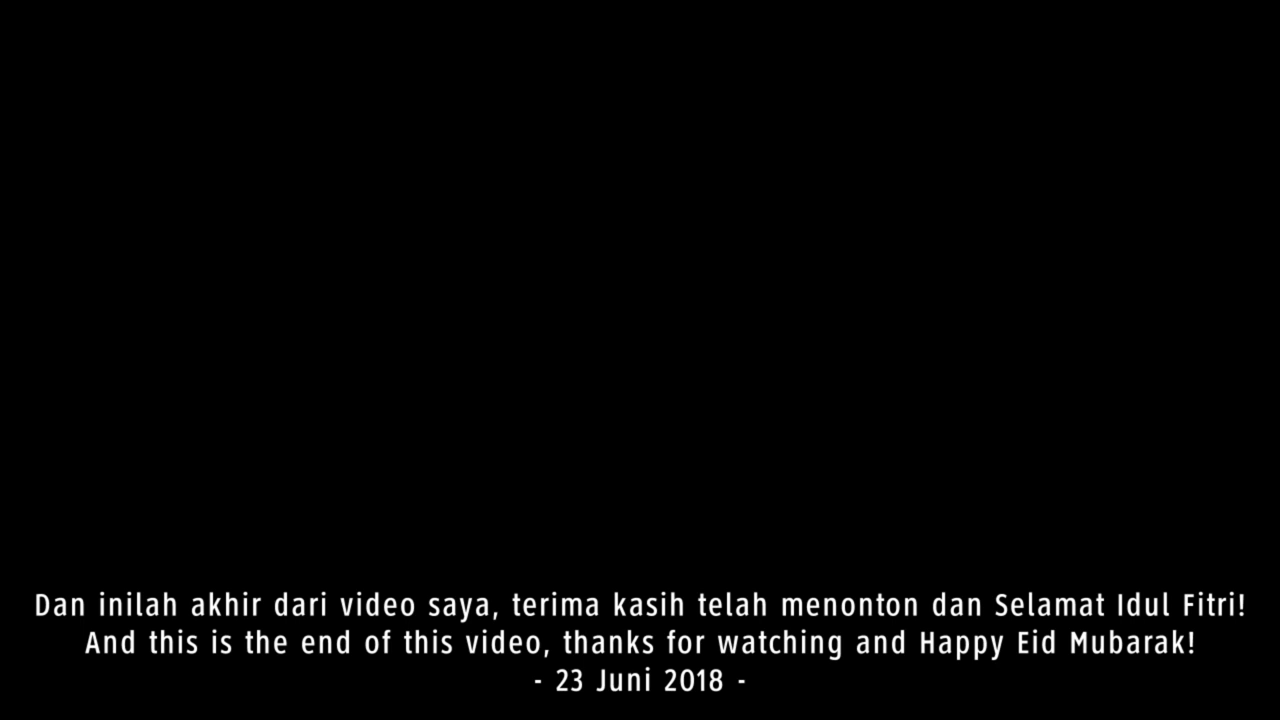 Dan inilah akhir dari video saya, terima kasih telah menonton dan Selamat Idul Fitri!
And this is the end of this video, thanks for watching and Happy Eid Mubarak!
- 23 Juni 2018 -